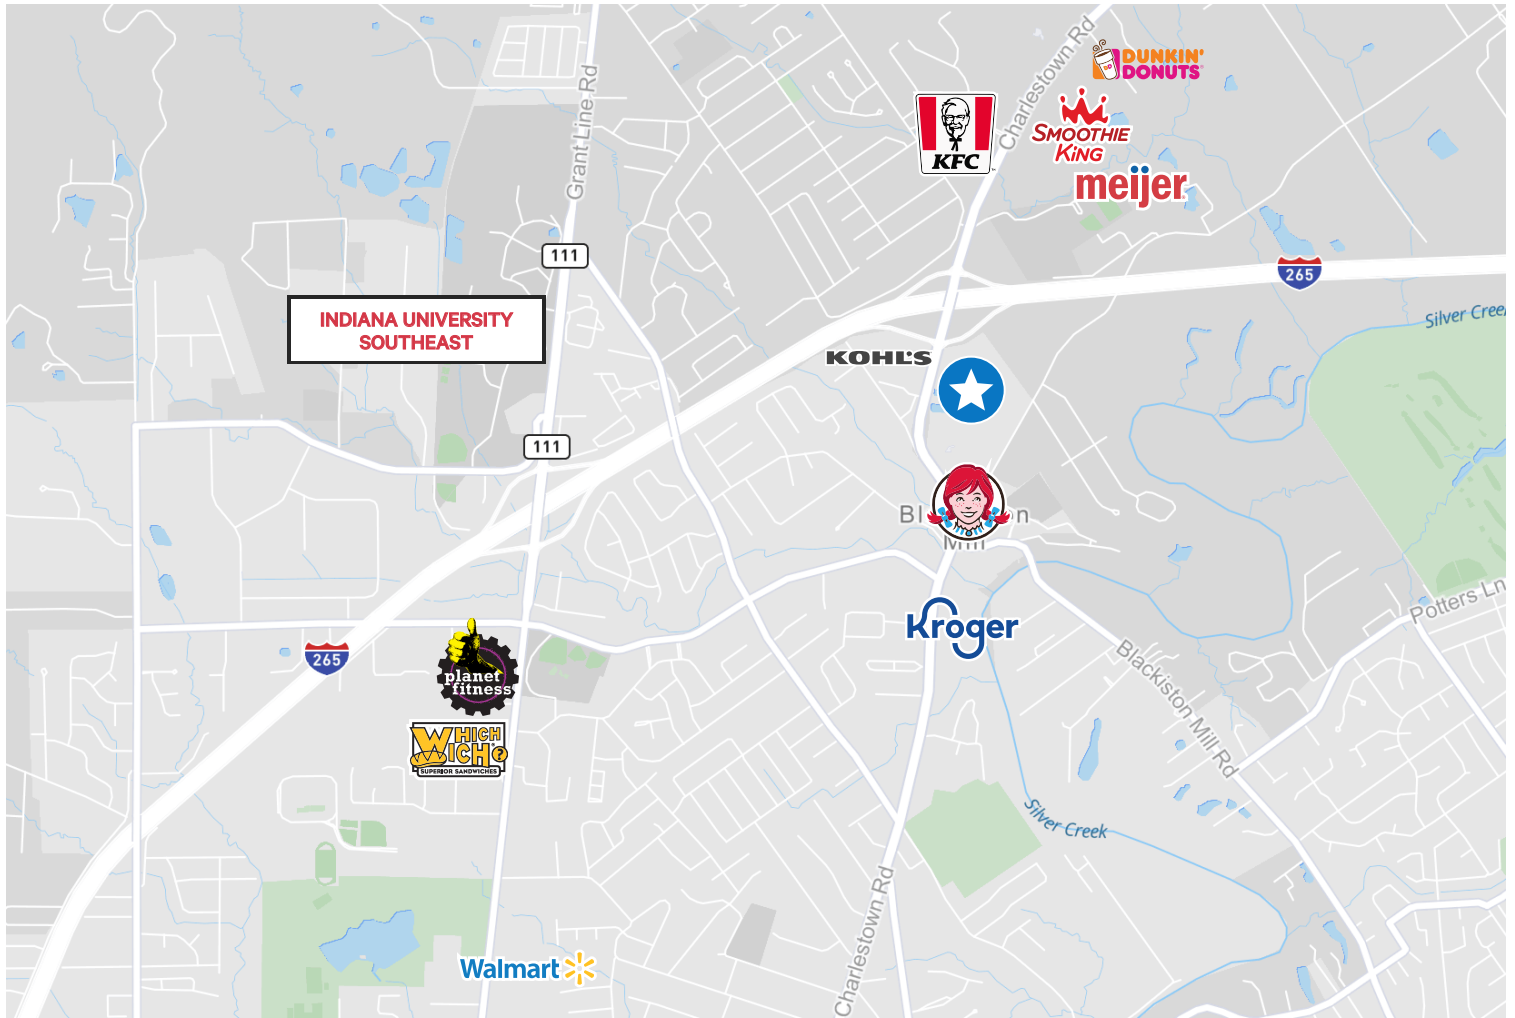 Charlestown Rd
DUNKIN'
DONUTS
Grant Line Rd
KFC
SMOOTHIE
KING
meijer
111
265
Silver Creek
INDIANA UNIVERSITY
SOUTHEAST
KOHL'S
111
Bl
n
Mill
Potters Ln
Kroger
265
planet
fitness
Blackiston Mill Rd
WHICH
WICH?
SUPERIOR SANDWICHES
Silver Creek
Charlestown Rd
Walmart